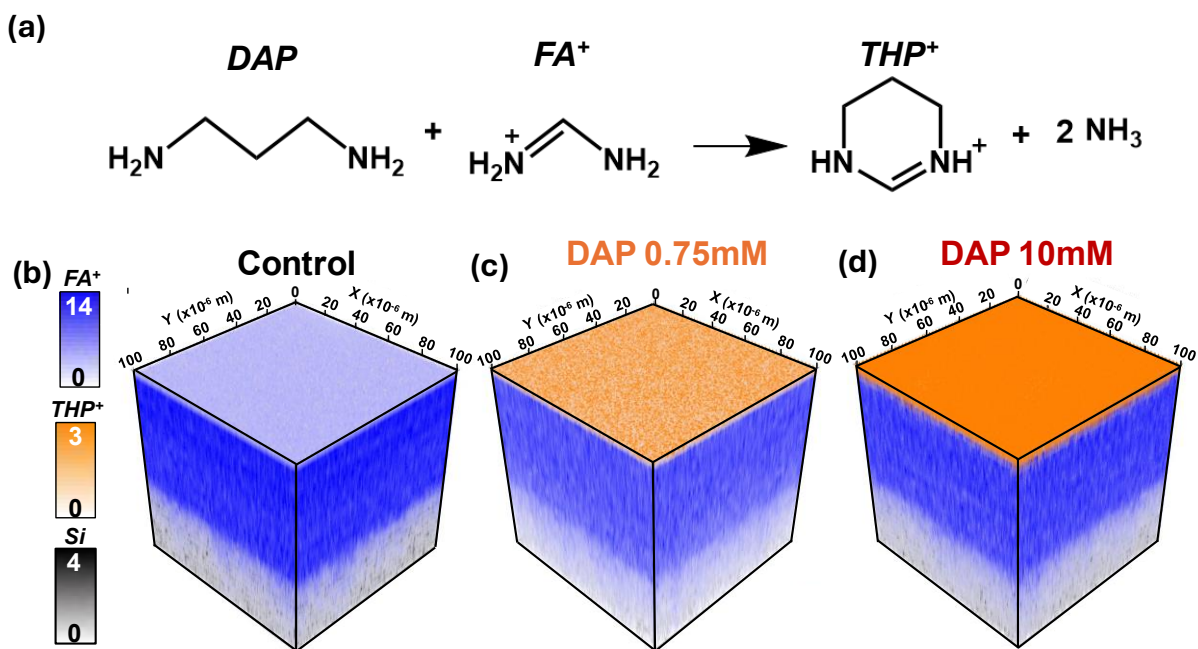 (a)
DAP
FA⁺
THP⁺
H₂N
NH₂
+
H₂N
+
NH₂
HN
NH⁺
+ 2 NH₃
(b)
Control
(c)
DAP 0.75mM
(d)
DAP 10mM
FA⁺
14
0
THP⁺
3
0
Si
4
0
Y (x10⁻⁶ m)
X (x10⁻⁶ m)
0
20
40
60
80
100
20
40
60
80
100
Y (x10⁻⁶ m)
X (x10⁻⁶ m)
0
20
40
60
80
100
20
40
60
80
100
Y (x10⁻⁶ m)
X (x10⁻⁶ m)
0
20
40
60
80
100
20
40
60
80
100